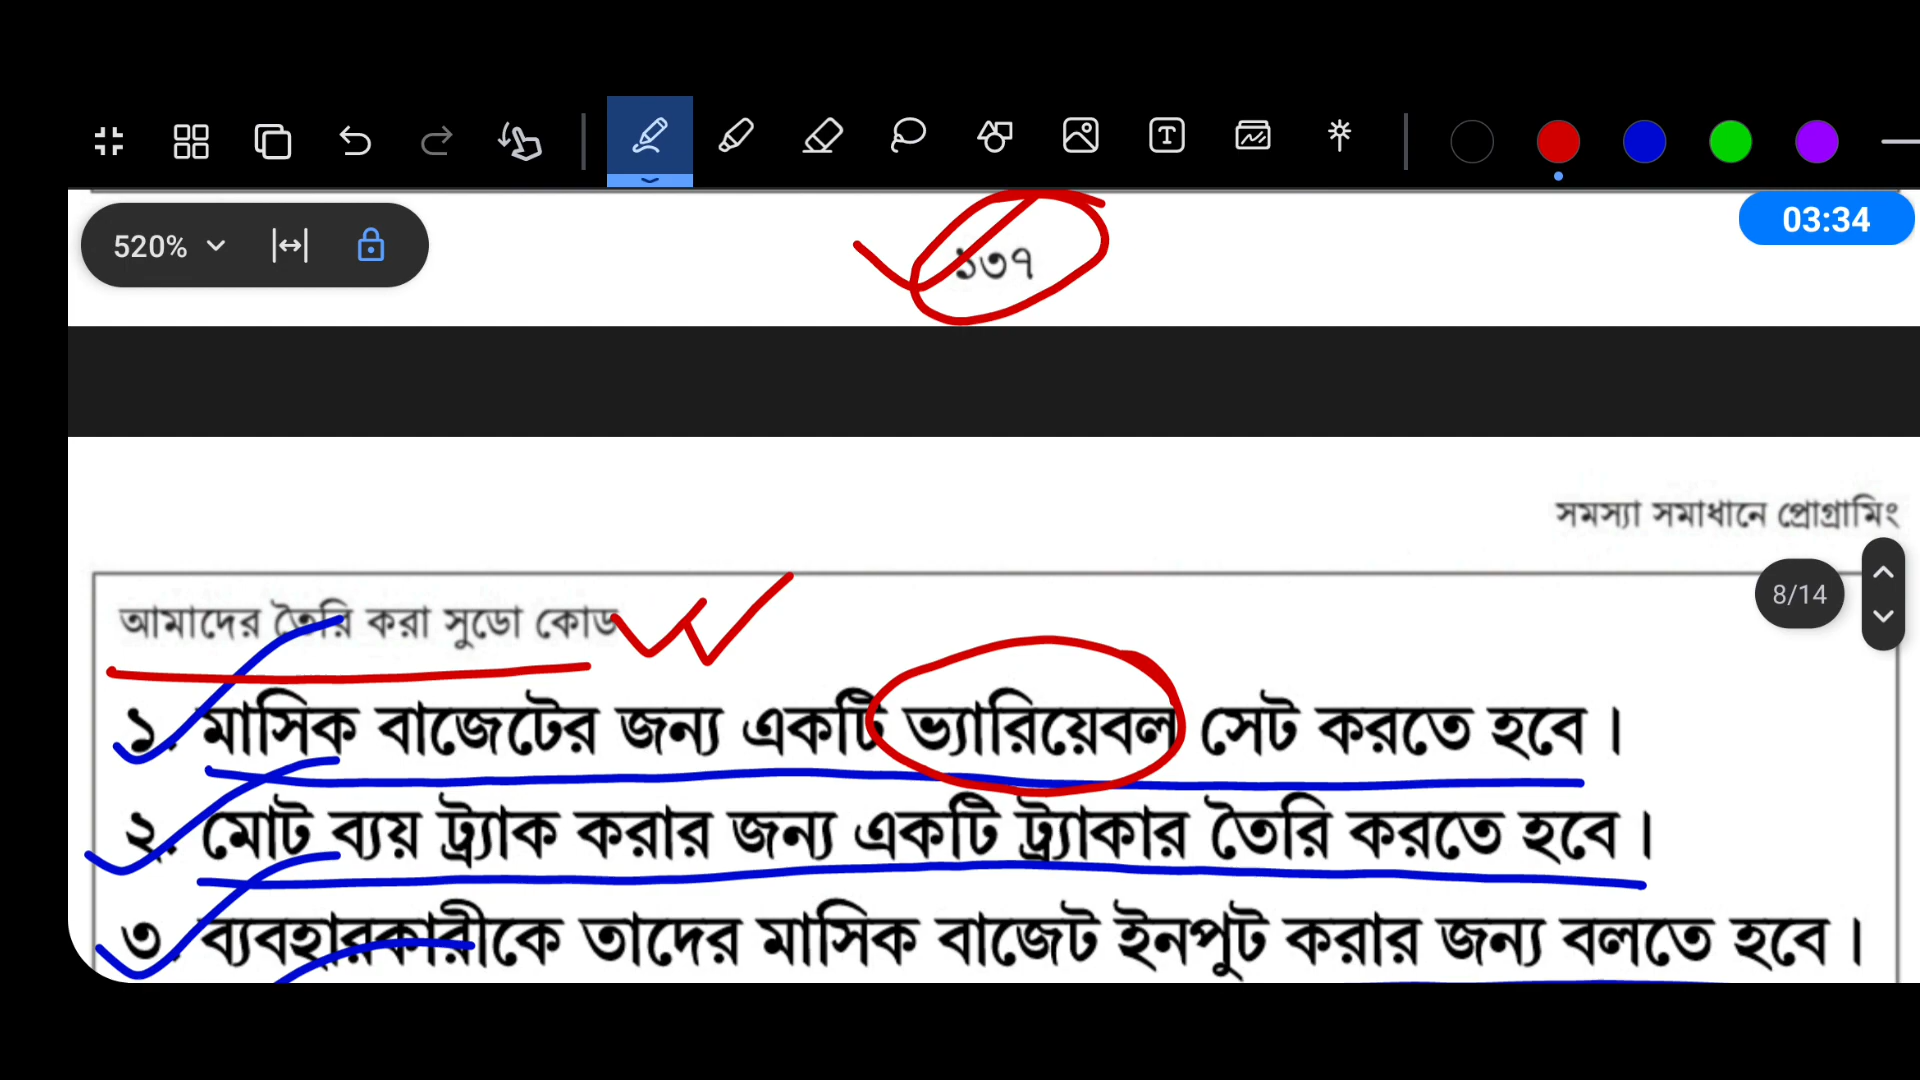 520%
03:34
১৩৭
সমস্যা সমাধানে প্রোগ্রামিং
8/14
আমাদের তৈরি করা সুডো কোড
১. মাসিক বাজেটের জন্য একটি ভ্যারিয়েবল সেট করতে হবে।
২. মোট ব্যয় ট্র্যাক করার জন্য একটি ট্র্যাকার তৈরি করতে হবে।
৩. ব্যবহারকারীকে তাদের মাসিক বাজেট ইনপুট করার জন্য বলতে হবে।